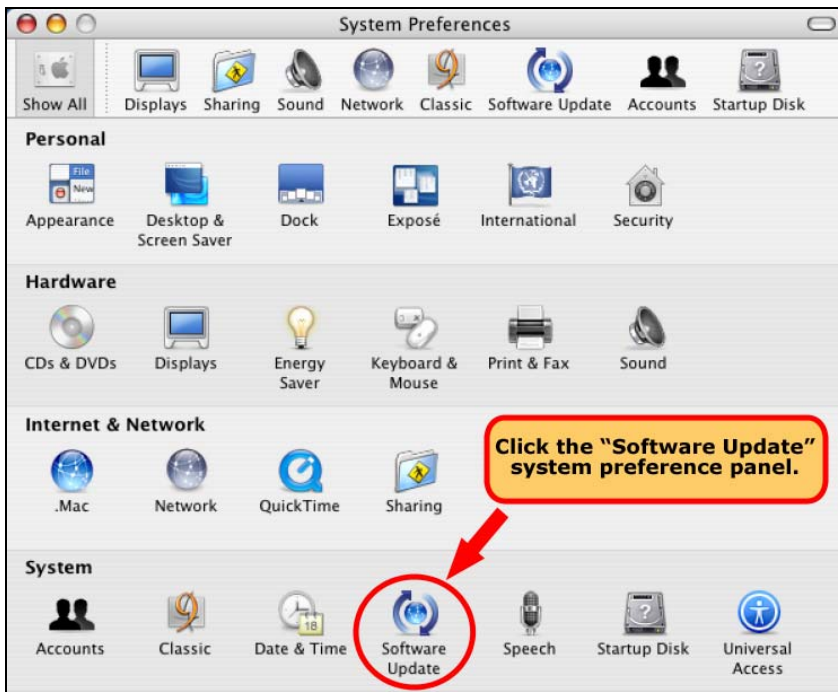 System Preferences
Show All Displays Sharing Sound Network Classic Software Update Accounts Startup Disk
Personal
File
New
Appearance Desktop & Screen Saver Dock Exposé International Security
Hardware
CDs & DVDs Displays Energy Saver Keyboard & Mouse Print & Fax Sound
Internet & Network
Click the “Software Update”
system preference panel.
.Mac Network QuickTime Sharing
System
18
Accounts Classic Date & Time Software Update Speech Startup Disk Universal Access